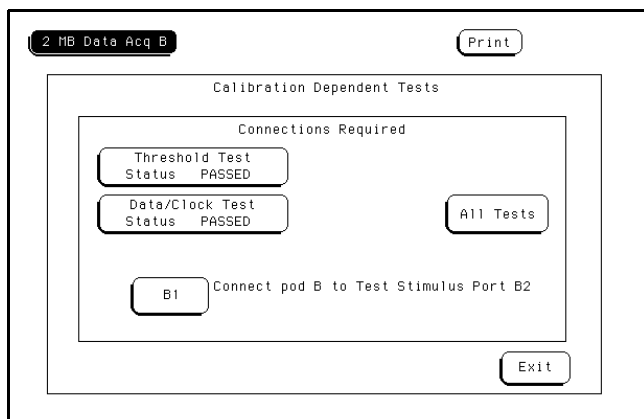 2 MB Data Acq B
Print
Calibration Dependent Tests
Connections Required
Threshold Test
Status PASSED
Data/Clock Test
Status PASSED
All Tests
B1
Connect pod B to Test Stimulus Port B2
Exit